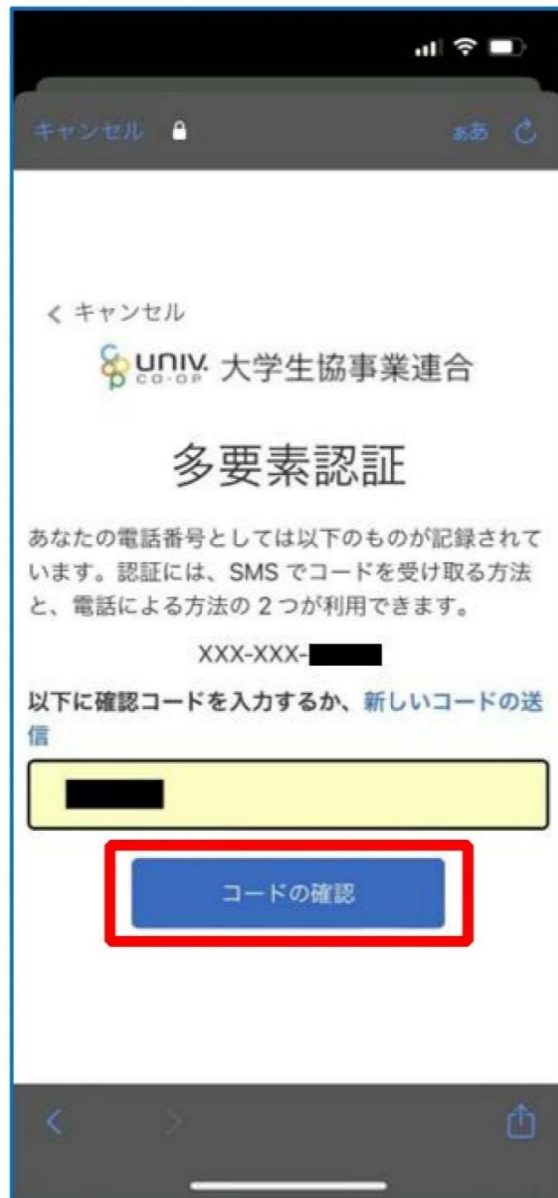 キャンセル ぁあ
キャンセル
UNIV. 大学生協事業連合
CO-OP
多要素認証
あなたの電話番号としては以下のものが記録されて
います。認証には、SMS でコードを受け取る方法
と、電話による方法の 2 つが利用できます。
XXX-XXX-
以下に確認コードを入力するか、新しいコードの送
信
コードの確認